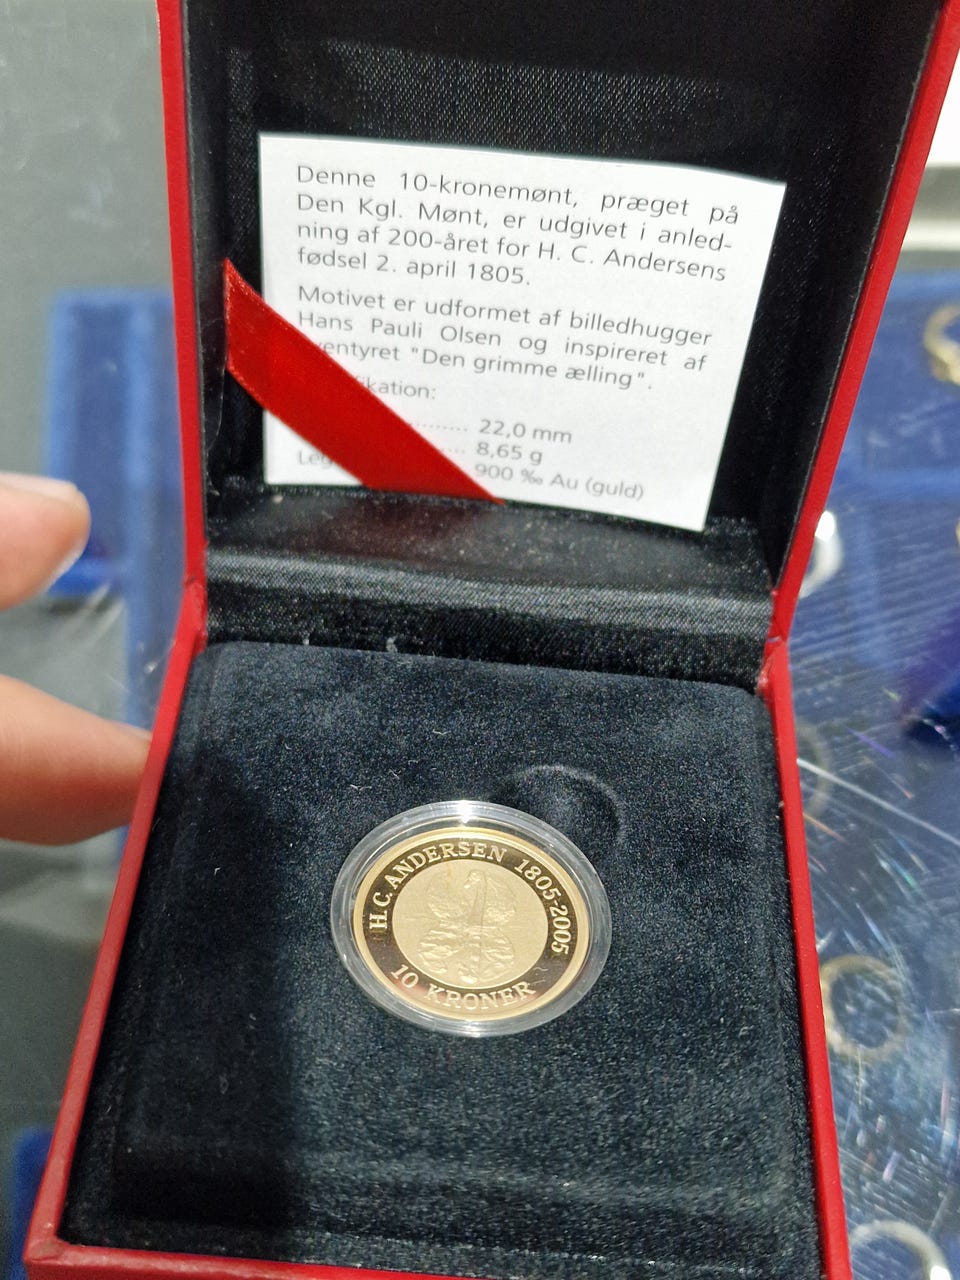 Denne 10-kronemønt, præget på
Den Kgl. Mønt, er udgivet i anled-
ning af 200-året for H. C. Andersens
fødsel 2. april 1805.
Motivet er udformet af billedhugger
Hans Pauli Olsen og inspireret af
ventyret "Den grimme ælling".
kation:
22,0 mm
8,65 g
Leg 900 ‰ Au (guld)
H.C. ANDERSEN 1805-2005
10 KRONER